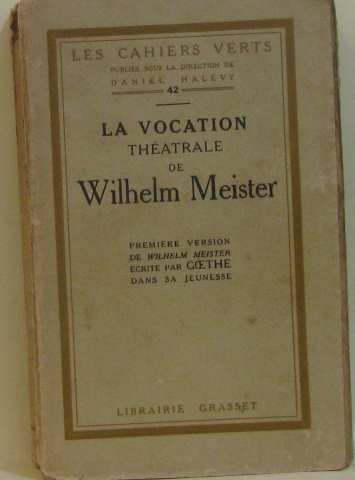 LES CAHIERS VERTS
PUBLIÉS SOUS LA DIRECTION DE
DANIEL HALÉVY
42
LA VOCATION
THÉATRALE
DE
Wilhelm Meister
PREMIÈRE VERSION
DE WILHELM MEISTER
ÉCRITE PAR GŒTHE
DANS SA JEUNESSE
LIBRAIRIE GRASSET